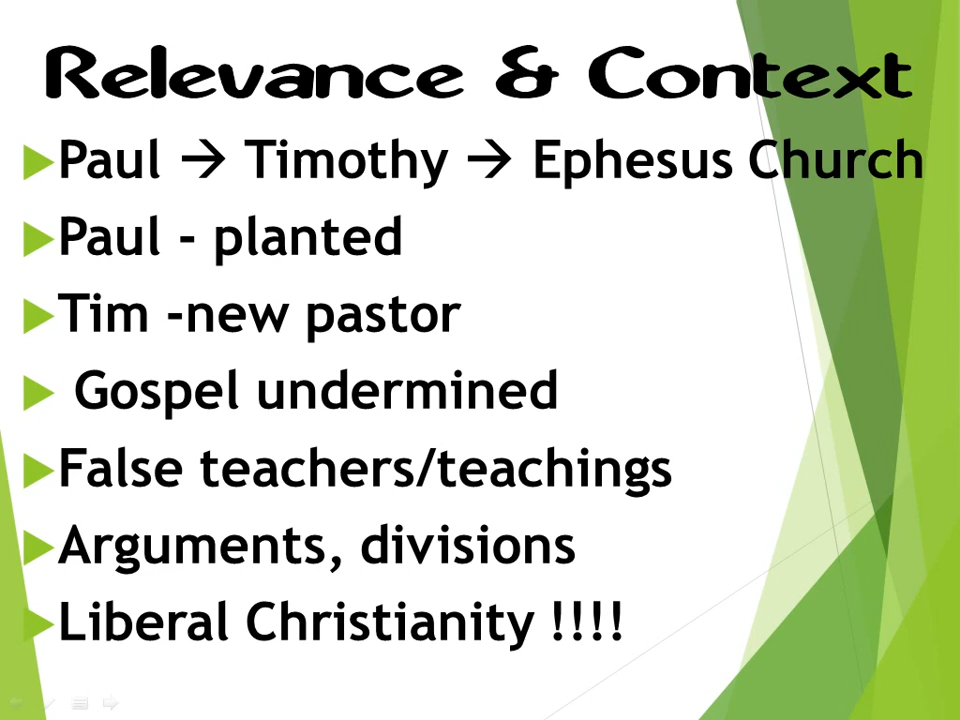 Relevance & Context
Paul → Timothy → Ephesus Church
Paul - planted
Tim -new pastor
Gospel undermined
False teachers/teachings
Arguments, divisions
Liberal Christianity !!!!